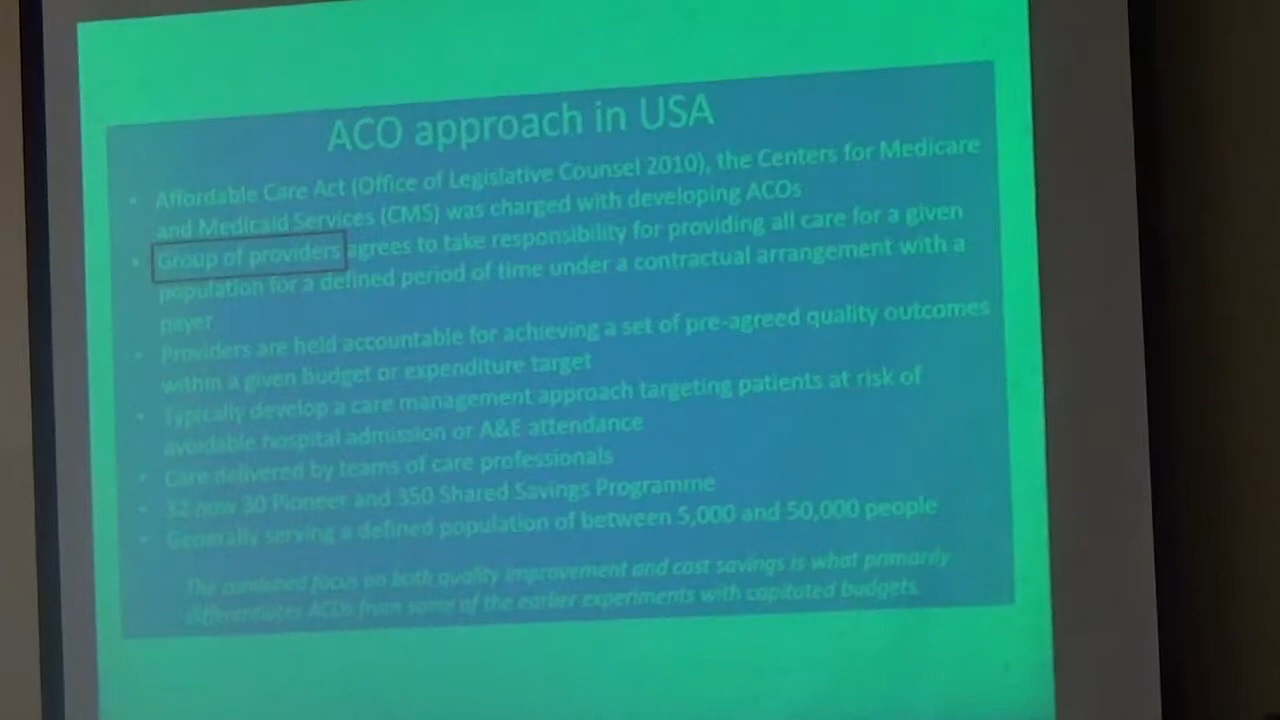 ACO approach in USA
• Affordable Care Act (Office of Legislative Counsel 2010), the Centers for Medicare
and Medicaid Services (CMS) was charged with developing ACOs
• Group of providers agrees to take responsibility for providing all care for a given
population for a defined period of time under a contractual arrangement with a
payer
• Providers are held accountable for achieving a set of pre-agreed quality outcomes
within a given budget or expenditure target
• Typically develop a care management approach targeting patients at risk of
avoidable hospital admission or A&E attendance
• Care delivered by teams of care professionals
• 32 now 30 Pioneer and 350 Shared Savings Programme
• Generally serving a defined population of between 5,000 and 50,000 people
The combined focus on both quality improvement and cost savings is what primarily
differentiates ACOs from some of the earlier experiments with capitated budgets.